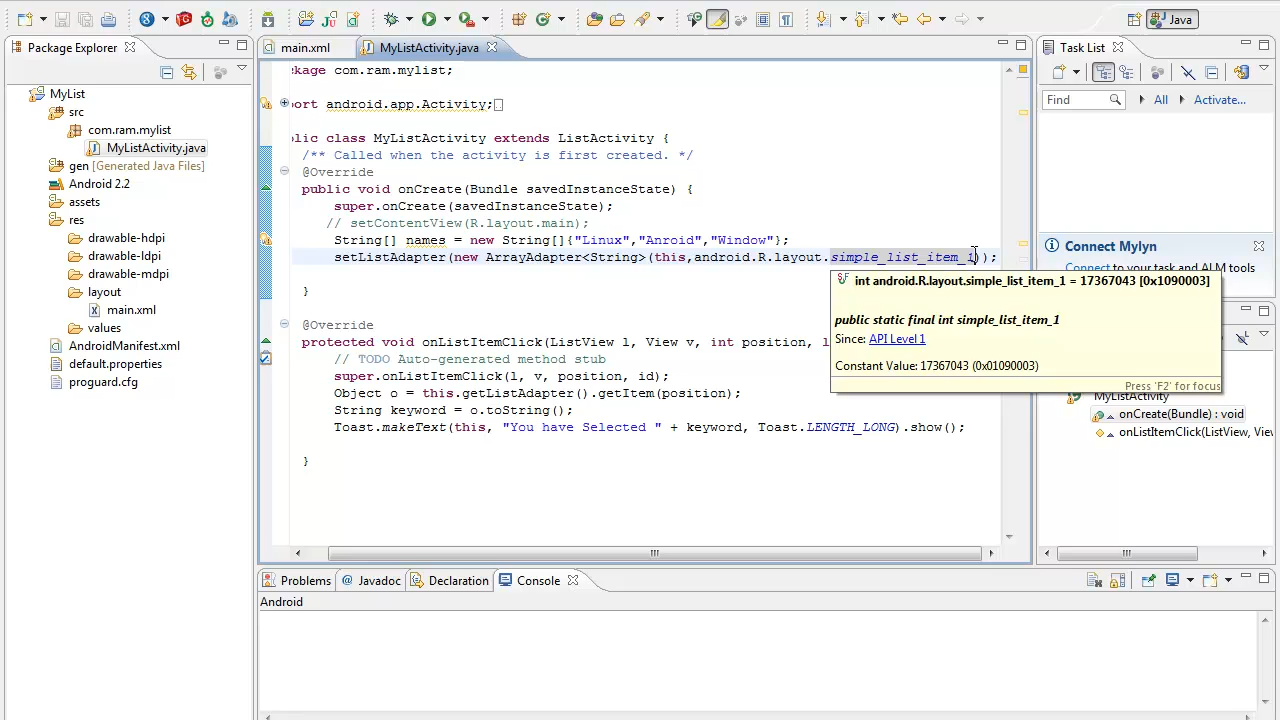 Java
Package Explorer
main.xml
MyListActivity.java
Task List
MyList
src
com.ram.mylist
MyListActivity.java
gen [Generated Java Files]
Android 2.2
assets
res
drawable-hdpi
drawable-ldpi
drawable-mdpi
layout
main.xml
values
AndroidManifest.xml
default.properties
proguard.cfg
kage com.ram.mylist;
ort android.app.Activity;
lic class MyListActivity extends ListActivity {
/** Called when the activity is first created. */
@Override
public void onCreate(Bundle savedInstanceState) {
super.onCreate(savedInstanceState);
// setContentView(R.layout.main);
String[] names = new String[]{"Linux","Anroid","Window"};
setListAdapter(new ArrayAdapter<String>(this,android.R.layout.simple_list_item_1));
}
@Override
protected void onListItemClick(ListView l, View v, int position, l
// TODO Auto-generated method stub
super.onListItemClick(l, v, position, id);
Object o = this.getListAdapter().getItem(position);
String keyword = o.toString();
Toast.makeText(this, "You have Selected " + keyword, Toast.LENGTH_LONG).show();
}
int android.R.layout.simple_list_item_1 = 17367043 [0x1090003]
public static final int simple_list_item_1
Since: API Level 1
Constant Value: 17367043 (0x01090003)
Press 'F2' for focus
Find
All
Activate...
Connect Mylyn
Connect to your task and ALM tools
MyListActivity
onCreate(Bundle) : void
onListItemClick(ListView, View
Problems
@ Javadoc
Declaration
Console
Android